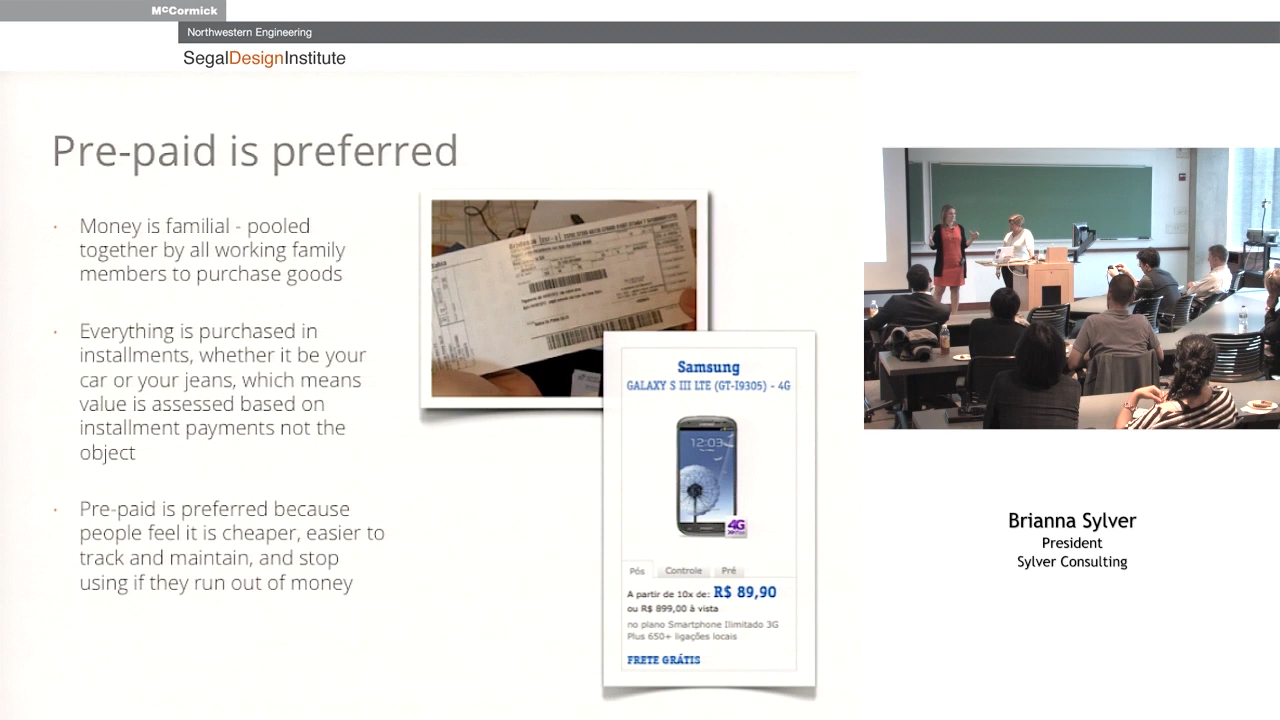 McCormick
Northwestern Engineering
SegalDesignInstitute
Pre-paid is preferred
Money is familial - pooled
together by all working family
members to purchase goods
Everything is purchased in
installments, whether it be your
car or your jeans, which means
value is assessed based on
installment payments not the
object
Pre-paid is preferred because
people feel it is cheaper, easier to
track and maintain, and stop
using if they run out of money
Samsung
GALAXY S III LTE (GT-I9305) - 4G
12:03
4G
Pós Controle Pré
A partir de 10x de: R$ 89,90
ou R$ 899,00 à vista
no plano Smartphone Ilimitado 3G
Plus 650+ ligações locais
FRETE GRÁTIS
Brianna Sylver
President
Sylver Consulting